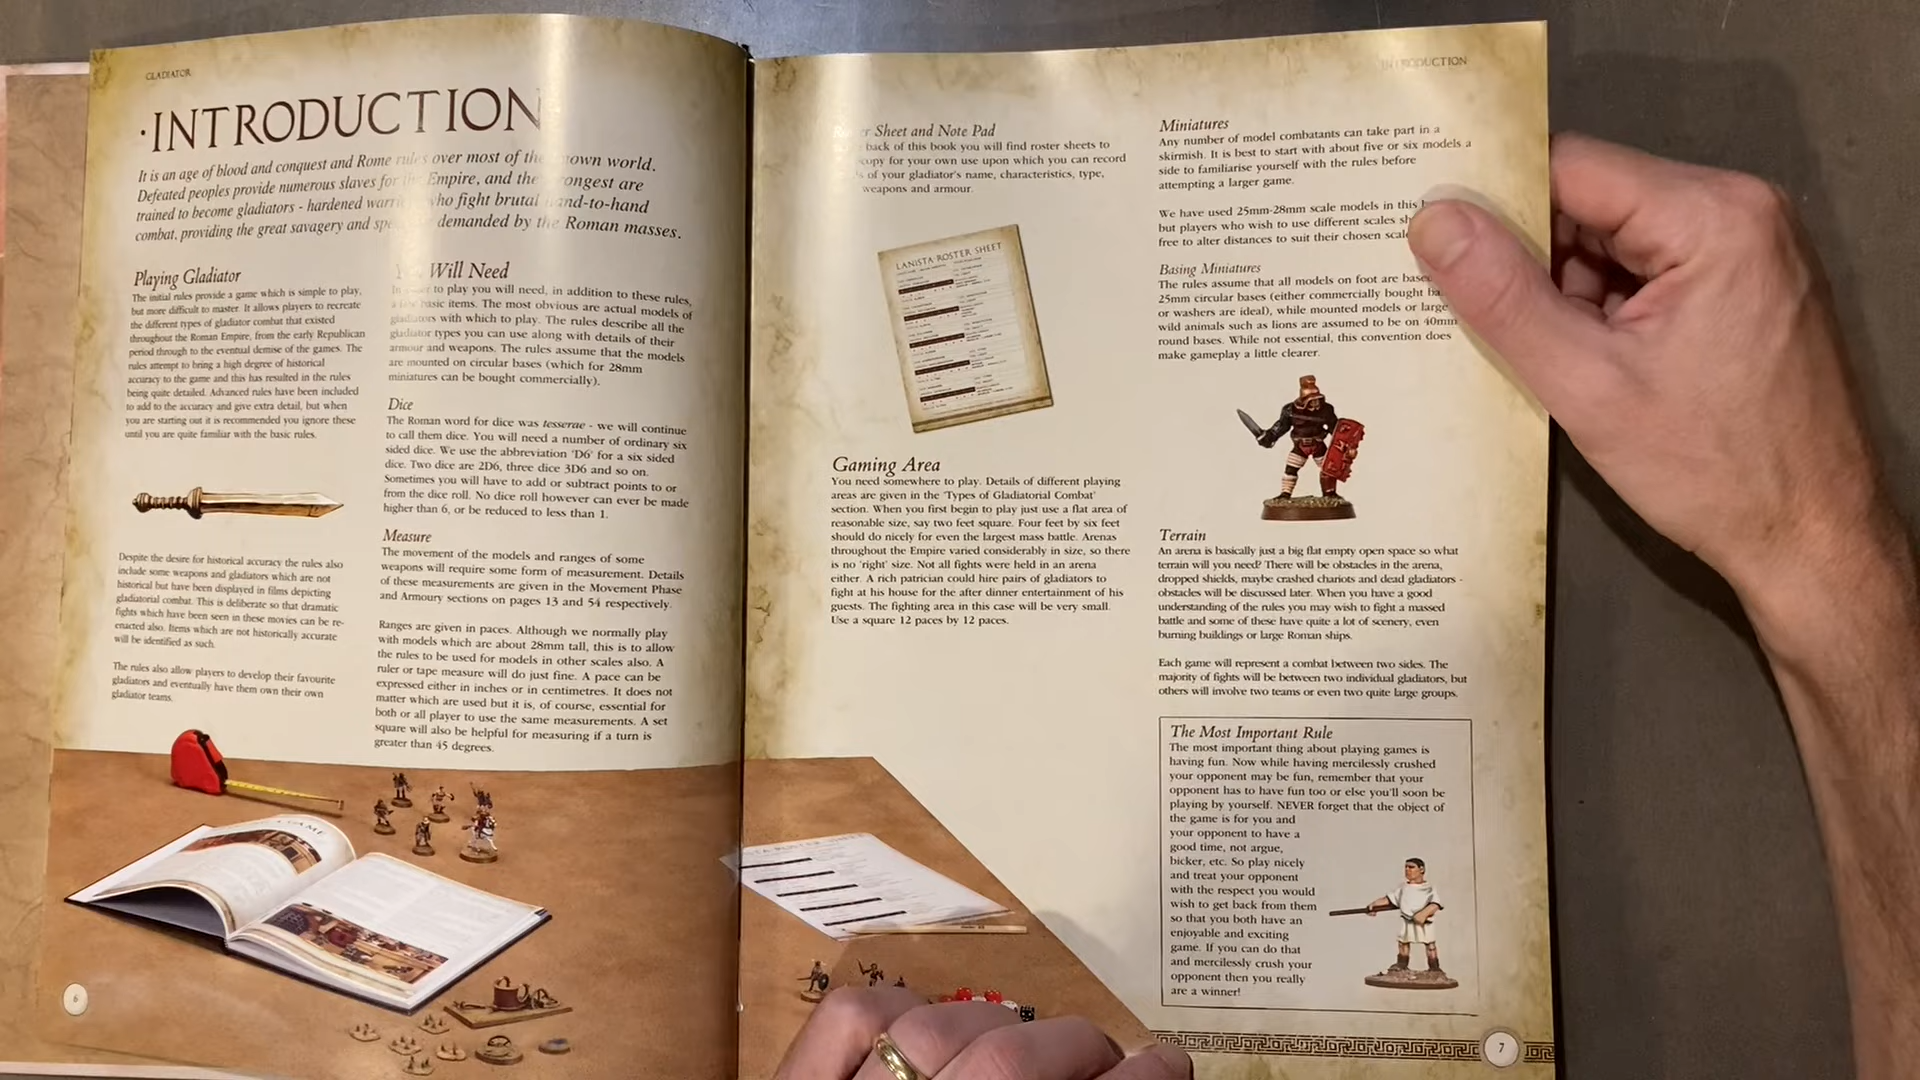 GLADIATOR
·INTRODUCTION
It is an age of blood and conquest and Rome rules over most of the known world.
Defeated peoples provide numerous slaves for the Empire, and the strongest are
trained to become gladiators - hardened warriors who fight brutal hand-to-hand
combat, providing the great savagery and demanded by the Roman masses.
Playing Gladiator
The initial rules provide a game which is simple to play,
but more difficult to master. It allows players to recreate
the different types of gladiator combat that existed
throughout the Roman Empire, from the early Republican
period through to the eventual demise of the games. The
rules attempt to bring a high degree of historical
accuracy to the game and this has resulted in the rules
being quite detailed. Advanced rules have been included
to add to the accuracy and give extra detail, but when
you are starting out it is recommended you ignore these
until you are quite familiar with the basic rules.
Despite the desire for historical accuracy the rules also
include some weapons and gladiators which are not
historical but have been displayed in films depicting
gladiatorial combat. This is deliberate so that dramatic
fights which have been seen in these movies can be re-
enacted also. Items which are not historically accurate
will be identified as such.
The rules also allow players to develop their favourite
gladiators and eventually have them own their own
gladiator teams.
You Will Need
In order to play you will need, in addition to these rules,
a few basic items. The most obvious are actual models of
gladiators with which to play. The rules describe all the
gladiator types you can use along with details of their
armour and weapons. The rules assume that the models
are mounted on circular bases (which for 28mm
miniatures can be bought commercially).
Dice
The Roman word for dice was tesserae - we will continue
to call them dice. You will need a number of ordinary six
sided dice. We use the abbreviation 'D6' for a six sided
dice. Two dice are 2D6, three dice 3D6 and so on.
Sometimes you will have to add or subtract points to or
from the dice roll. No dice roll however can ever be made
higher than 6, or be reduced to less than 1.
Measure
The movement of the models and ranges of some
weapons will require some form of measurement. Details
of these measurements are given in the Movement Phase
and Armoury sections on pages 13 and 54 respectively.
Ranges are given in paces. Although we normally play
with models which are about 28mm tall, this is to allow
the rules to be used for models in other scales also. A
ruler or tape measure will do just fine. A pace can be
expressed either in inches or in centimetres. It does not
matter which are used but it is, of course, essential for
both or all player to use the same measurements. A set
square will also be helpful for measuring if a turn is
greater than 45 degrees.
6
INTRODUCTION
Sheet and Note Pad
back of this book you will find roster sheets to
copy for your own use upon which you can record
of your gladiator's name, characteristics, type,
weapons and armour.
LANISTA ROSTER SHEET
Gaming Area
You need somewhere to play. Details of different playing
areas are given in the 'Types of Gladiatorial Combat'
section. When you first begin to play just use a flat area of
reasonable size, say two feet square. Four feet by six feet
should do nicely for even the largest mass battle. Arenas
throughout the Empire varied considerably in size, so there
is no 'right' size. Not all fights were held in an arena
either. A rich patrician could hire pairs of gladiators to
fight at his house for the after dinner entertainment of his
guests. The fighting area in this case will be very small.
Use a square 12 paces by 12 paces.
Miniatures
Any number of model combatants can take part in a
skirmish. It is best to start with about five or six models a
side to familiarise yourself with the rules before
attempting a larger game.
We have used 25mm-28mm scale models in this
but players who wish to use different scales
free to alter distances to suit their chosen
Basing Miniatures
The rules assume that all models on foot are based
25mm circular bases (either commercially bought
or washers are ideal), while mounted models or large
wild animals such as lions are assumed to be on 40mm
round bases. While not essential, this convention does
make gameplay a little clearer.
Terrain
An arena is basically just a big flat empty open space so what
terrain will you need? There will be obstacles in the arena,
dropped shields, maybe crashed chariots and dead gladiators -
obstacles will be discussed later. When you have a good
understanding of the rules you may wish to fight a massed
battle and some of these have quite a lot of scenery, even
burning buildings or large Roman ships.
Each game will represent a combat between two sides. The
majority of fights will be between two individual gladiators, but
others will involve two teams or even two quite large groups.
The Most Important Rule
The most important thing about playing games is
having fun. Now while having mercilessly crushed
your opponent may be fun, remember that your
opponent has to have fun too or else you'll soon be
playing by yourself. NEVER forget that the object of
the game is for you and
your opponent to have a
good time, not argue,
bicker, etc. So play nicely
and treat your opponent
with the respect you would
wish to get back from them
so that you both have an
enjoyable and exciting
game. If you can do that
and mercilessly crush your
opponent then you really
are a winner!
7